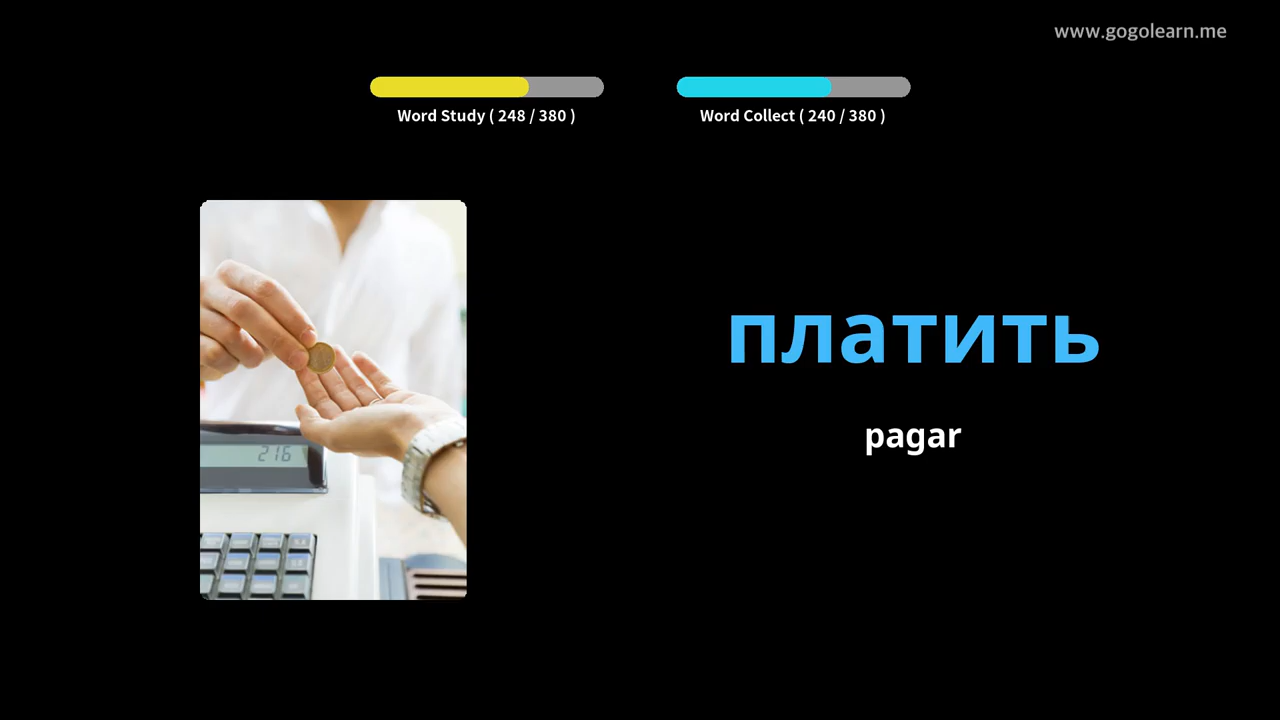 www.gogolearn.me
Word Study ( 248 / 380 )
Word Collect ( 240 / 380 )
216
платить
pagar